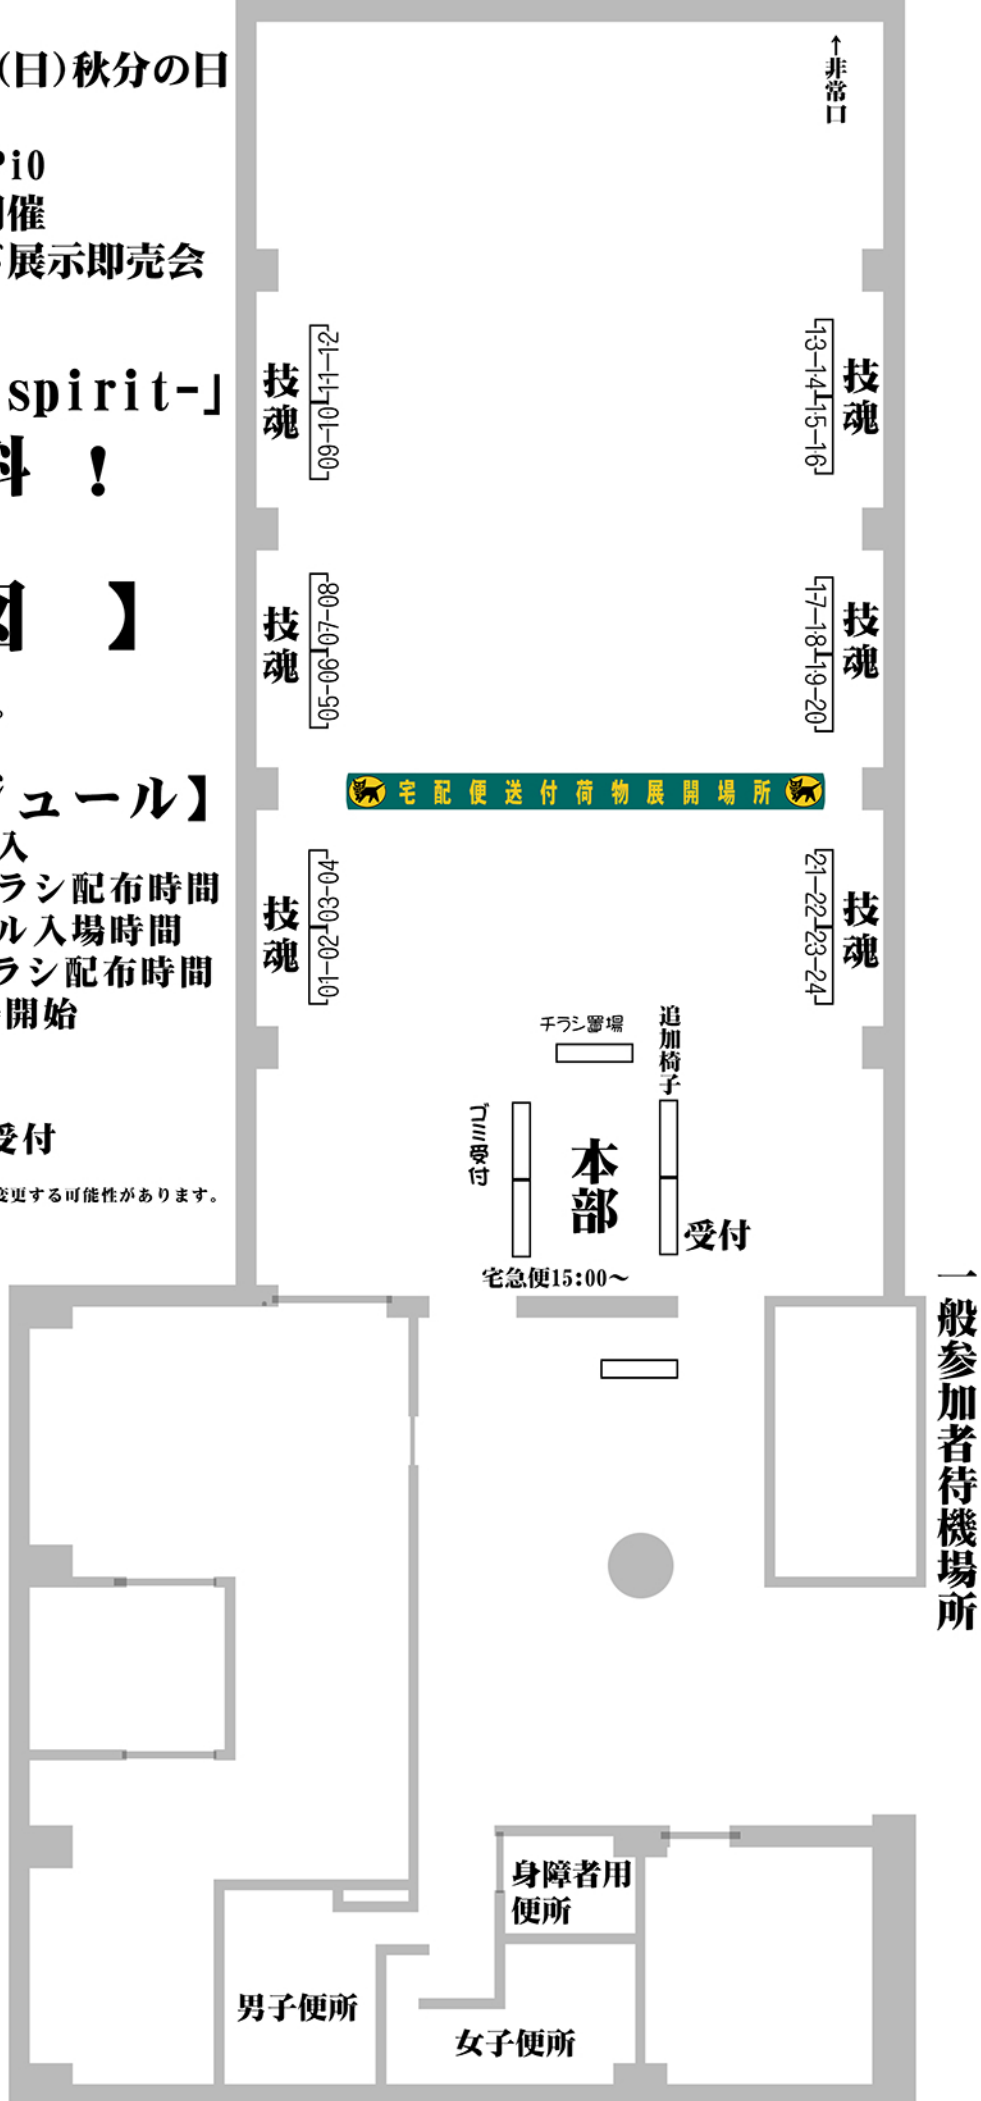 (日)秋分の日
Pi0
開催
展示即売会
spirit-」
料 ！
図 】
ジュール】
入
ラシ配布時間
ル入場時間
ラシ配布時間
開始
受付
変更する可能性があります。
↑非常口
技魂
09-10 11-12
13-14 15-16
技魂
技魂
05-06 07-08
17-18 19-20
技魂
宅配便送付荷物展開場所
技魂
01-02 03-04
21-22 23-24
技魂
チラシ置場
追加椅子
ゴミ受付
本部
受付
宅急便15:00～
一般参加者待機場所
身障者用
便所
男子便所
女子便所